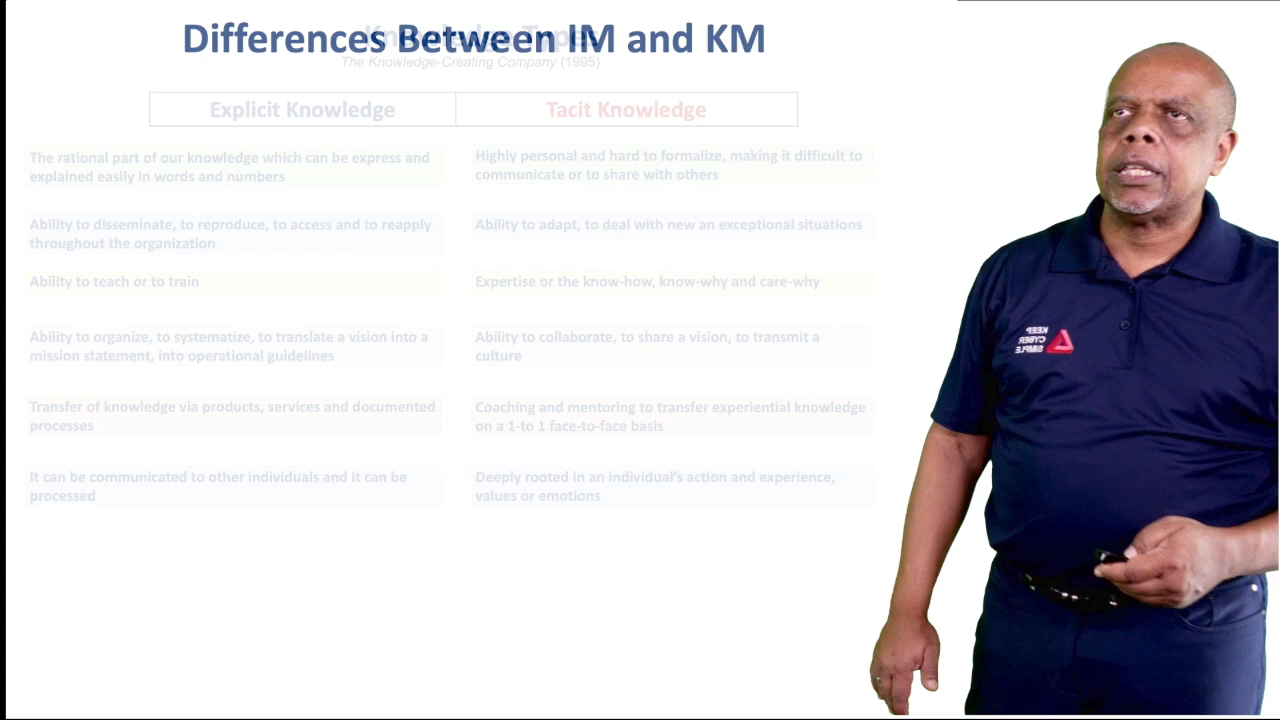 Differences Between IM and KM
Knowledge Types
The Knowledge-Creating Company (1995)
Explicit Knowledge
Tacit Knowledge
The rational part of our knowledge which can be express and
explained easily in words and numbers
Highly personal and hard to formalize, making it difficult to
communicate or to share with others
Ability to disseminate, to reproduce, to access and to reapply
throughout the organization
Ability to adapt, to deal with new an exceptional situations
Ability to teach or to train
Expertise or the know-how, know-why and care-why
Ability to organize, to systematize, to translate a vision into a
mission statement, into operational guidelines
Ability to collaborate, to share a vision, to transmit a
culture
Transfer of knowledge via products, services and documented
processes
Coaching and mentoring to transfer experiential knowledge
on a 1-to 1 face-to-face basis
It can be communicated to other individuals and it can be
processed
Deeply rooted in an individual’s action and experience,
values or emotions
KEEP
CYBER
SIMPLE